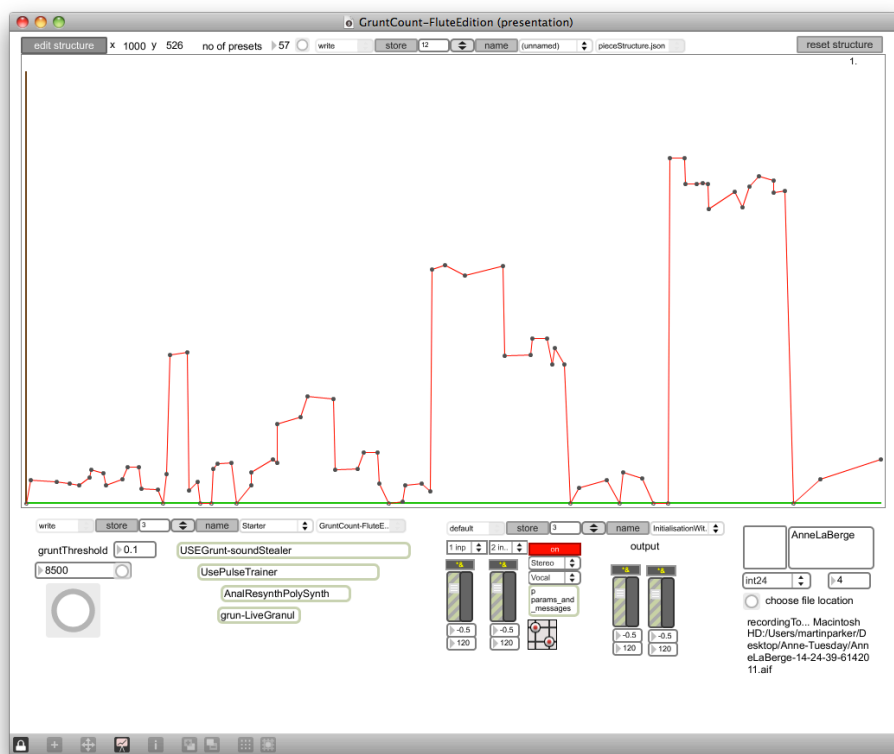 GruntCount-FluteEdition (presentation)
edit structure x 1000 y 526 no of presets 57 write store 12 name (unnamed) pieceStructure.json reset structure
1.
write store 3 name Starter GruntCount-FluteE..
gruntThreshold 0.1
8500
USEGrunt-soundStealer
UsePulseTrainer
AnalResynthPolySynth
grun-LiveGranul
default store 3 name InitialisationWit.
1 inp 2 in.. on output
*& *& Stereo *& *&
Vocal
p
params_and
_messages
-0.5 -0.5 -0.5 -0.5
120 120 120 120
AnneLaBerge
int24 4
choose file location
recordingTo... Macintosh
HD:/Users/martinparker/D
esktop/Anne-Tuesday/Ann
eLaBerge-14-24-39-61420
11.aif